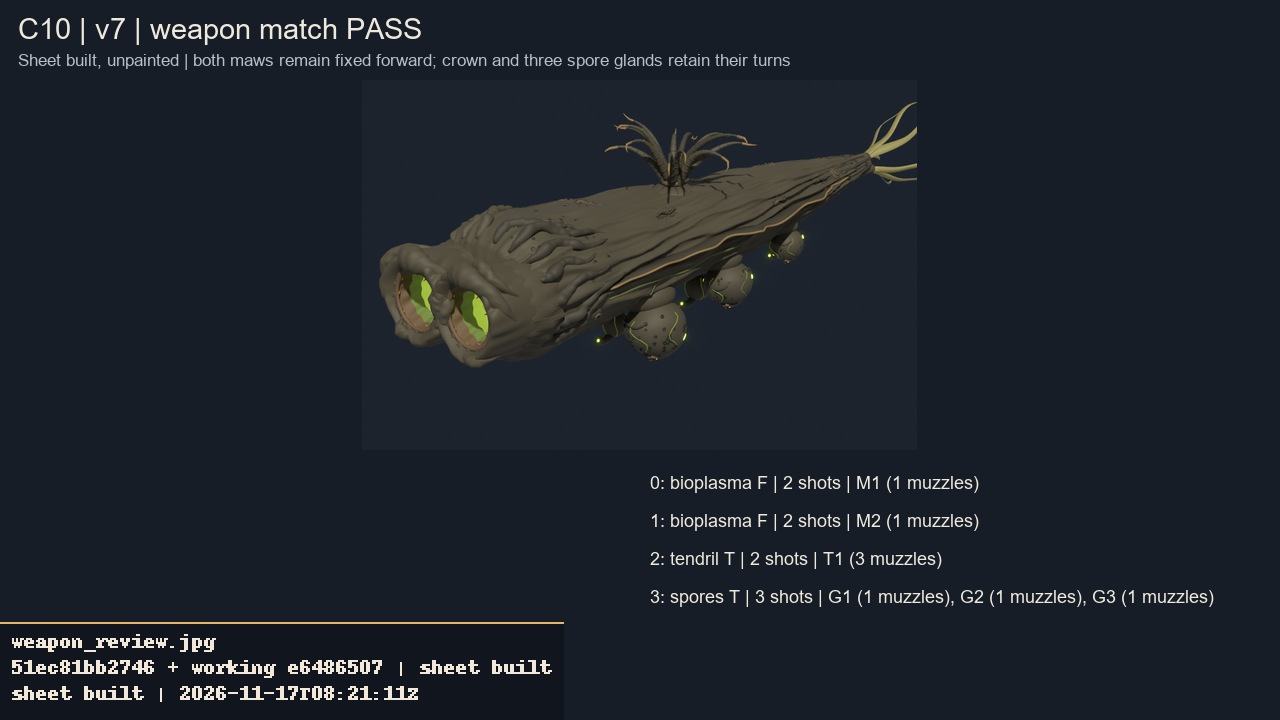 C10 | v7 | weapon match PASS
Sheet built, unpainted | both maws remain fixed forward; crown and three spore glands retain their turns
0: bioplasma F | 2 shots | M1 (1 muzzles)
1: bioplasma F | 2 shots | M2 (1 muzzles)
2: tendril T | 2 shots | T1 (3 muzzles)
3: spores T | 3 shots | G1 (1 muzzles), G2 (1 muzzles), G3 (1 muzzles)
weapon_review.jpg
51ec81bb2746 + working e6486507 | sheet built
sheet built | 2026-11-17T08:21:11Z